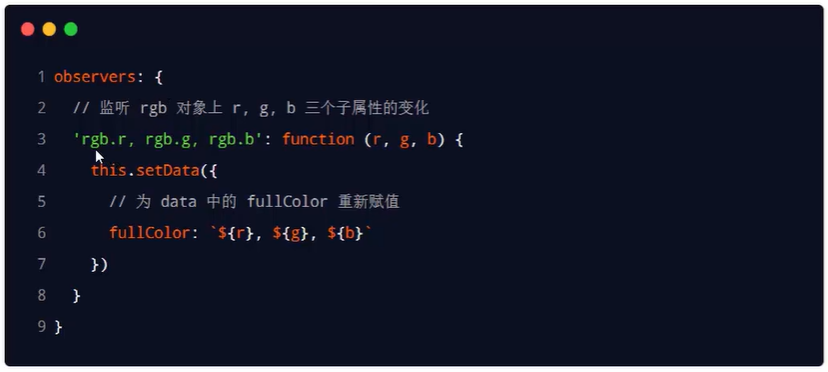 1 observers: {
2 // 监听 rgb 对象上 r, g, b 三个子属性的变化
3 'rgb.r, rgb.g, rgb.b': function (r, g, b) {
4 this.setData({
5 // 为 data 中的 fullColor 重新赋值
6 fullColor: `${r}, ${g}, ${b}`
7 })
8 }
9 }